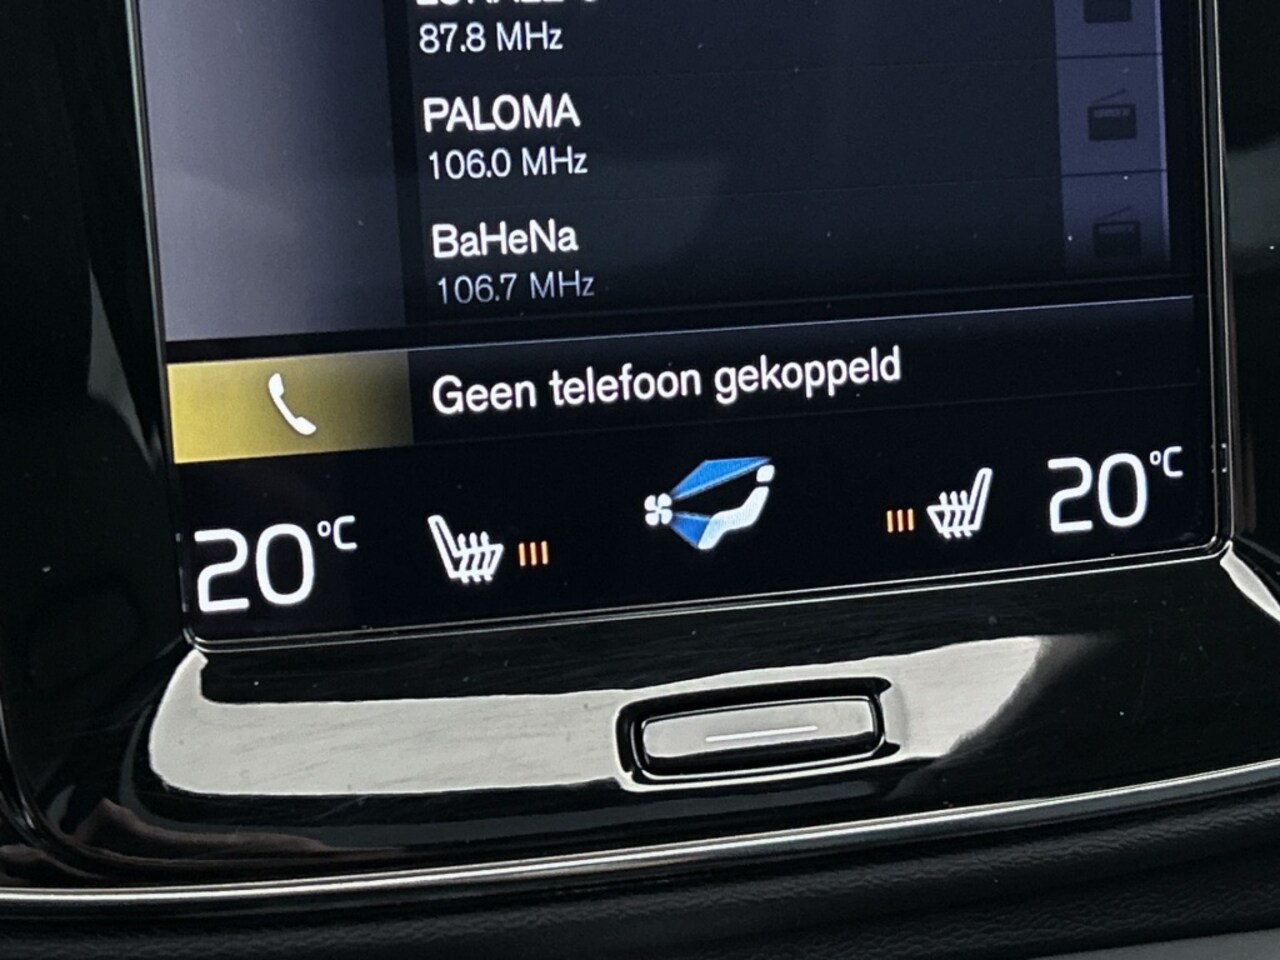 87.8 MHz
PALOMA
106.0 MHz
BaHeNa
106.7 MHz
Geen telefoon gekoppeld
20°C
20°C